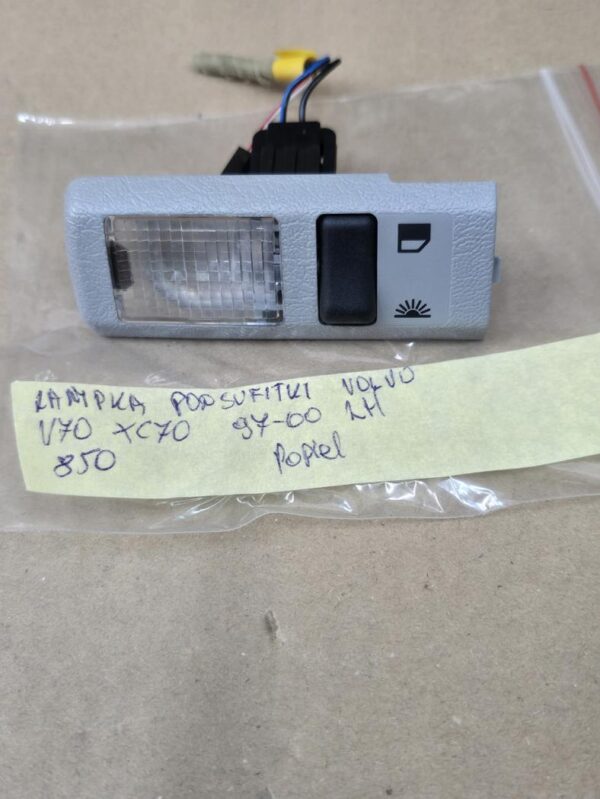 LAMPKA PODSUFITKI VOLVO
V70 XC70 97-00 LH
850 Popiel